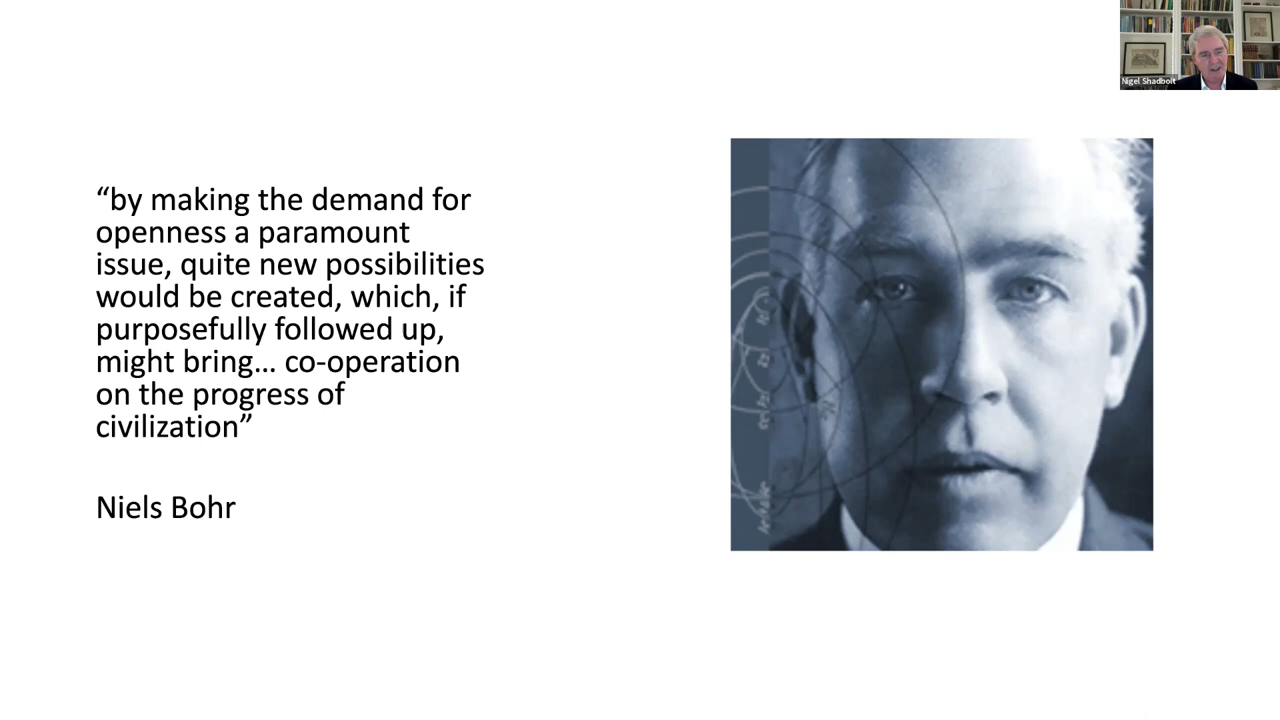 Nigel Shadbolt
“by making the demand for
openness a paramount
issue, quite new possibilities
would be created, which, if
purposefully followed up,
might bring... co-operation
on the progress of
civilization”
Niels Bohr